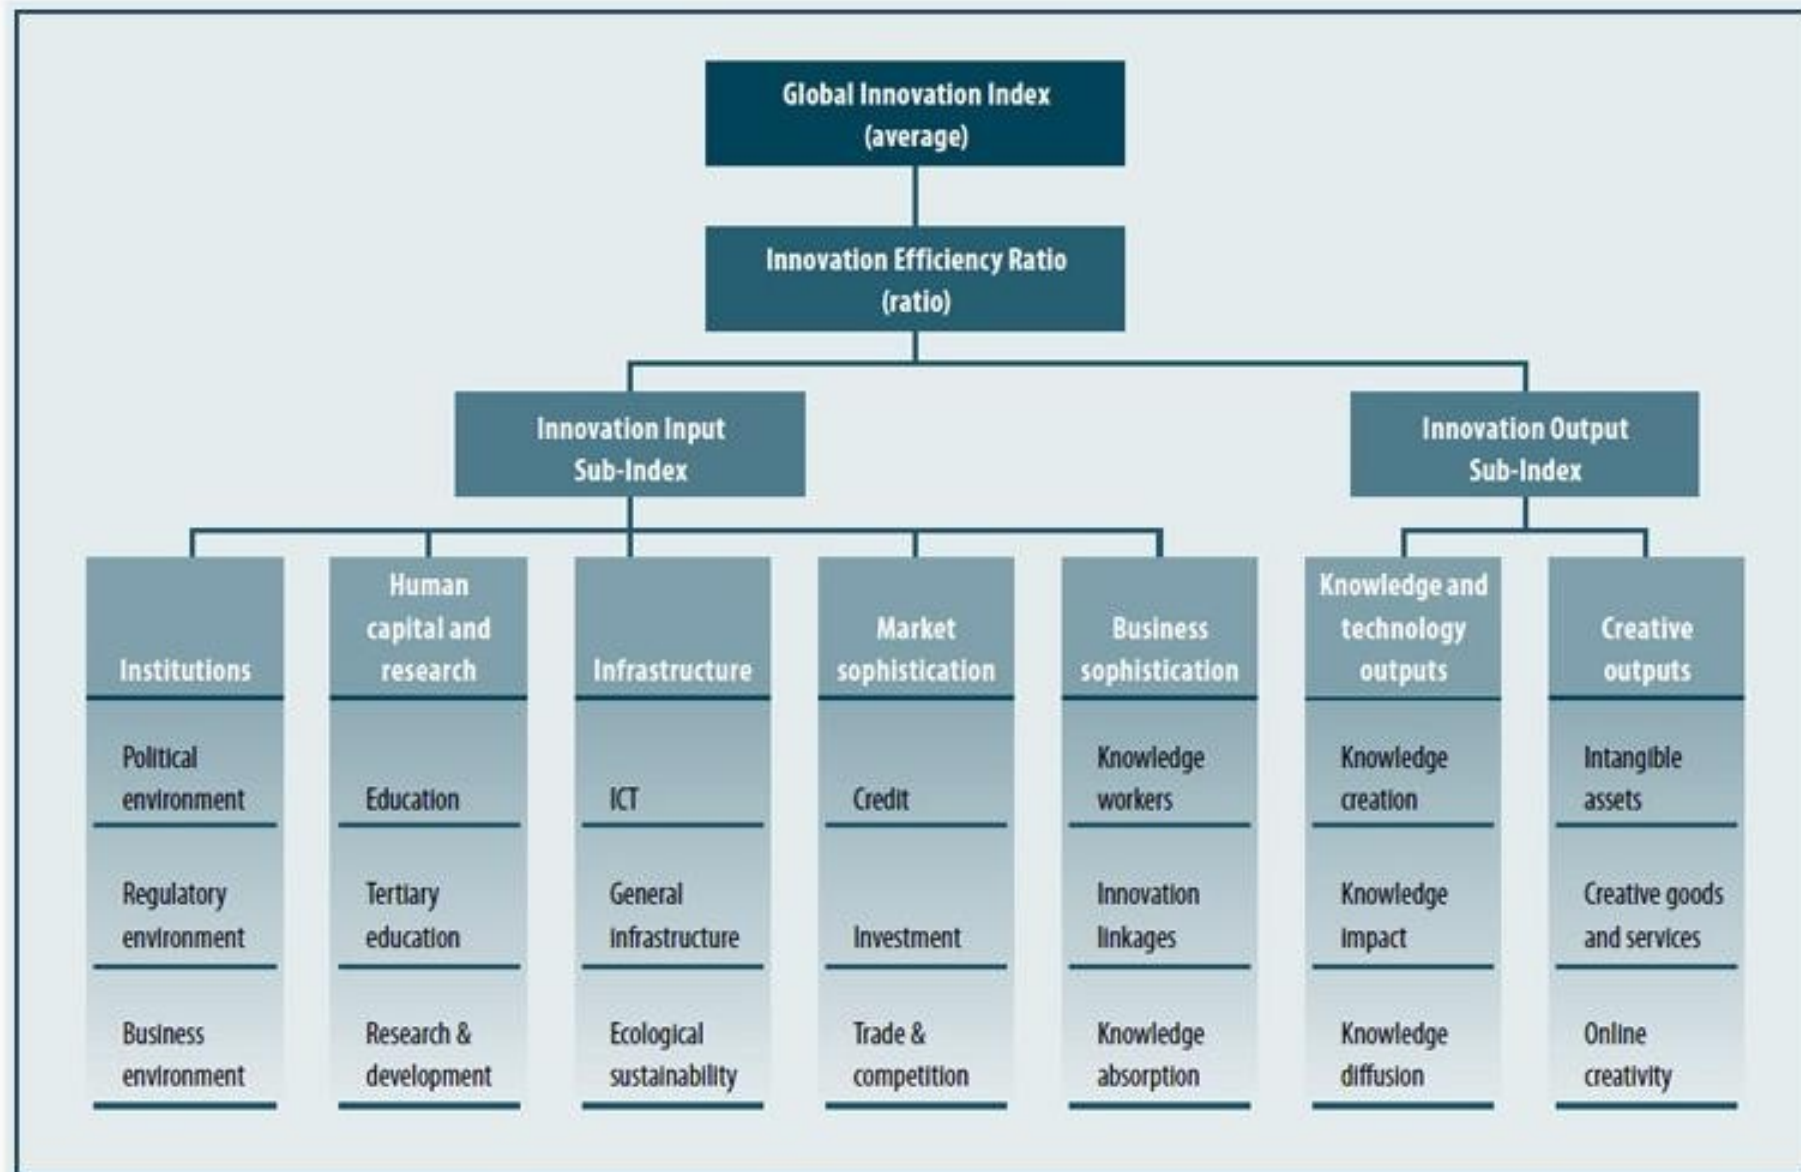 Global Innovation Index
(average)
Innovation Efficiency Ratio
(ratio)
Innovation Input
Sub-Index
Innovation Output
Sub-Index
Institutions
Human
capital and
research
Infrastructure
Market
sophistication
Business
sophistication
Knowledge and
technology
outputs
Creative
outputs
Political
environment
Education
ICT
Credit
Knowledge
workers
Knowledge
creation
Intangible
assets
Regulatory
environment
Tertiary
education
General
infrastructure
Investment
Innovation
linkages
Knowledge
impact
Creative goods
and services
Business
environment
Research &
development
Ecological
sustainability
Trade &
competition
Knowledge
absorption
Knowledge
diffusion
Online
creativity